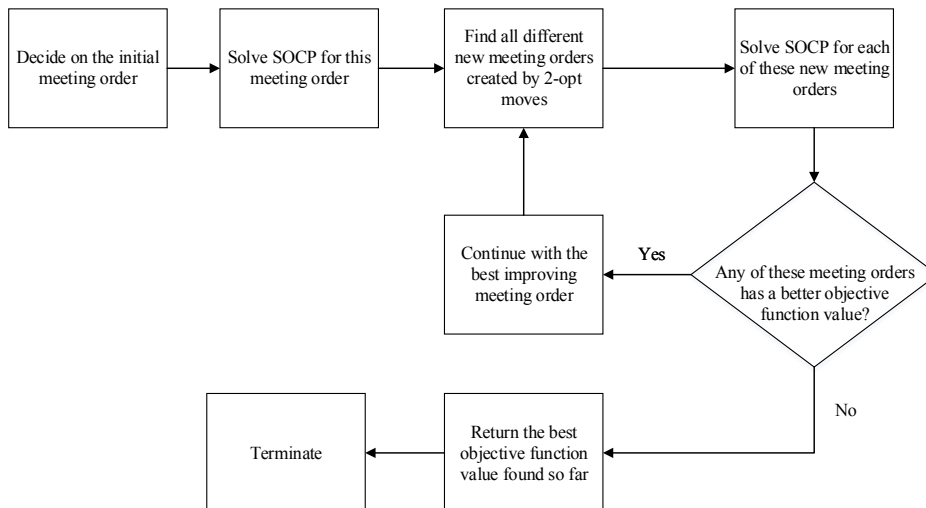 Decide on the initial
meeting order
Solve SOCP for this
meeting order
Find all different
new meeting orders
created by 2-opt
moves
Solve SOCP for each
of these new meeting
orders
Any of these meeting orders
has a better objective
function value?
Yes
Continue with the
best improving
meeting order
No
Return the best
objective function
value found so far
Terminate